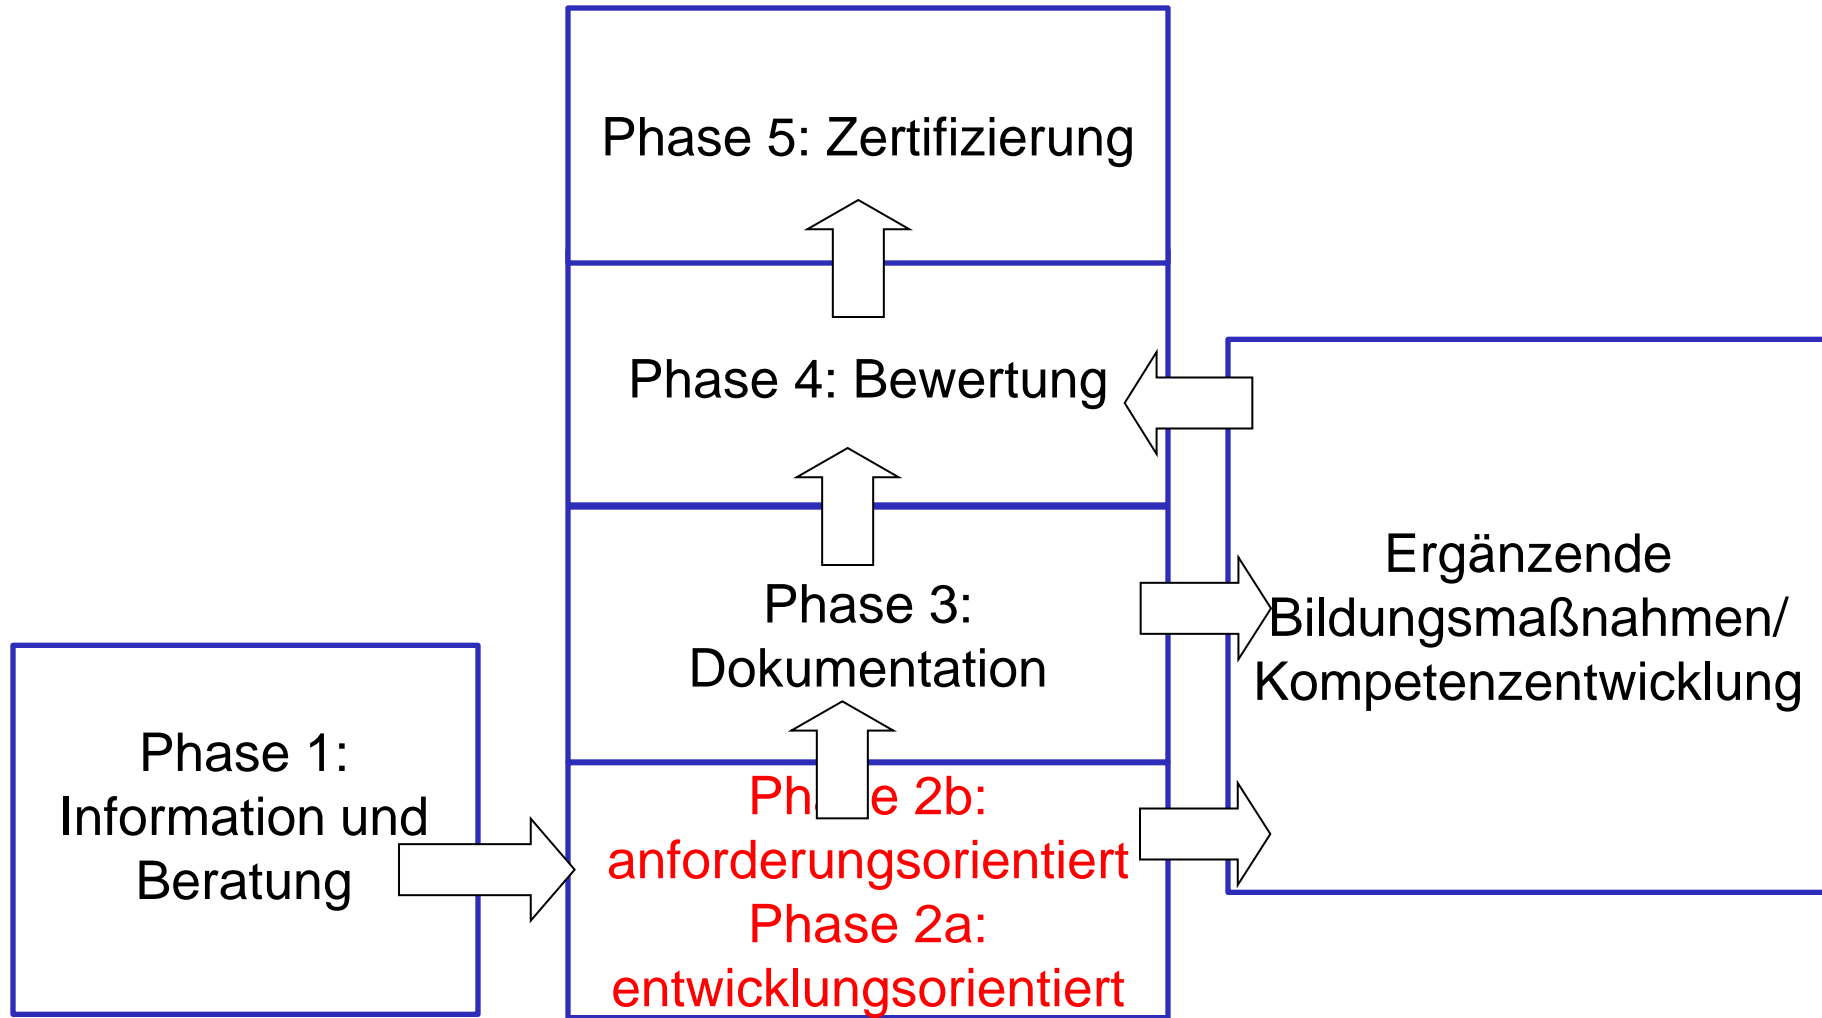 Phase 5: Zertifizierung
Phase 4: Bewertung
Phase 3:
Dokumentation
Ergänzende
Bildungsmaßnahmen/
Kompetenzentwicklung
Phase 1:
Information und
Beratung
Phase 2b:
anforderungsorientiert
Phase 2a:
entwicklungsorientiert